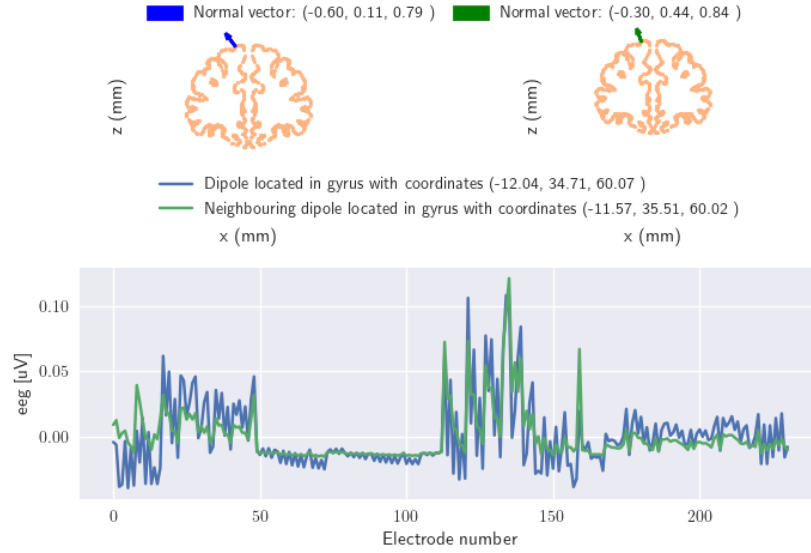 Normal vector: (-0.60, 0.11, 0.79 )
Normal vector: (-0.30, 0.44, 0.84 )
z (mm)
z (mm)
Dipole located in gyrus with coordinates (-12.04, 34.71, 60.07 )
Neighbouring dipole located in gyrus with coordinates (-11.57, 35.51, 60.02 )
x (mm)
x (mm)
0.10
0.05
0.00
eeg [uV]
0
50
100
150
200
Electrode number